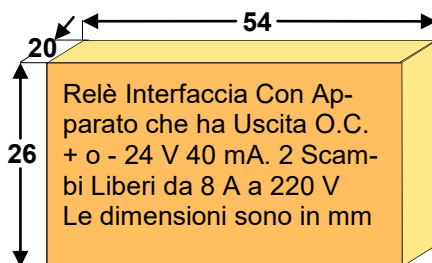 54
20
26
Relè Interfaccia Con Ap-
parato che ha Uscita O.C.
+ o - 24 V 40 mA. 2 Scam-
bi Liberi da 8 A a 220 V
Le dimensioni sono in mm